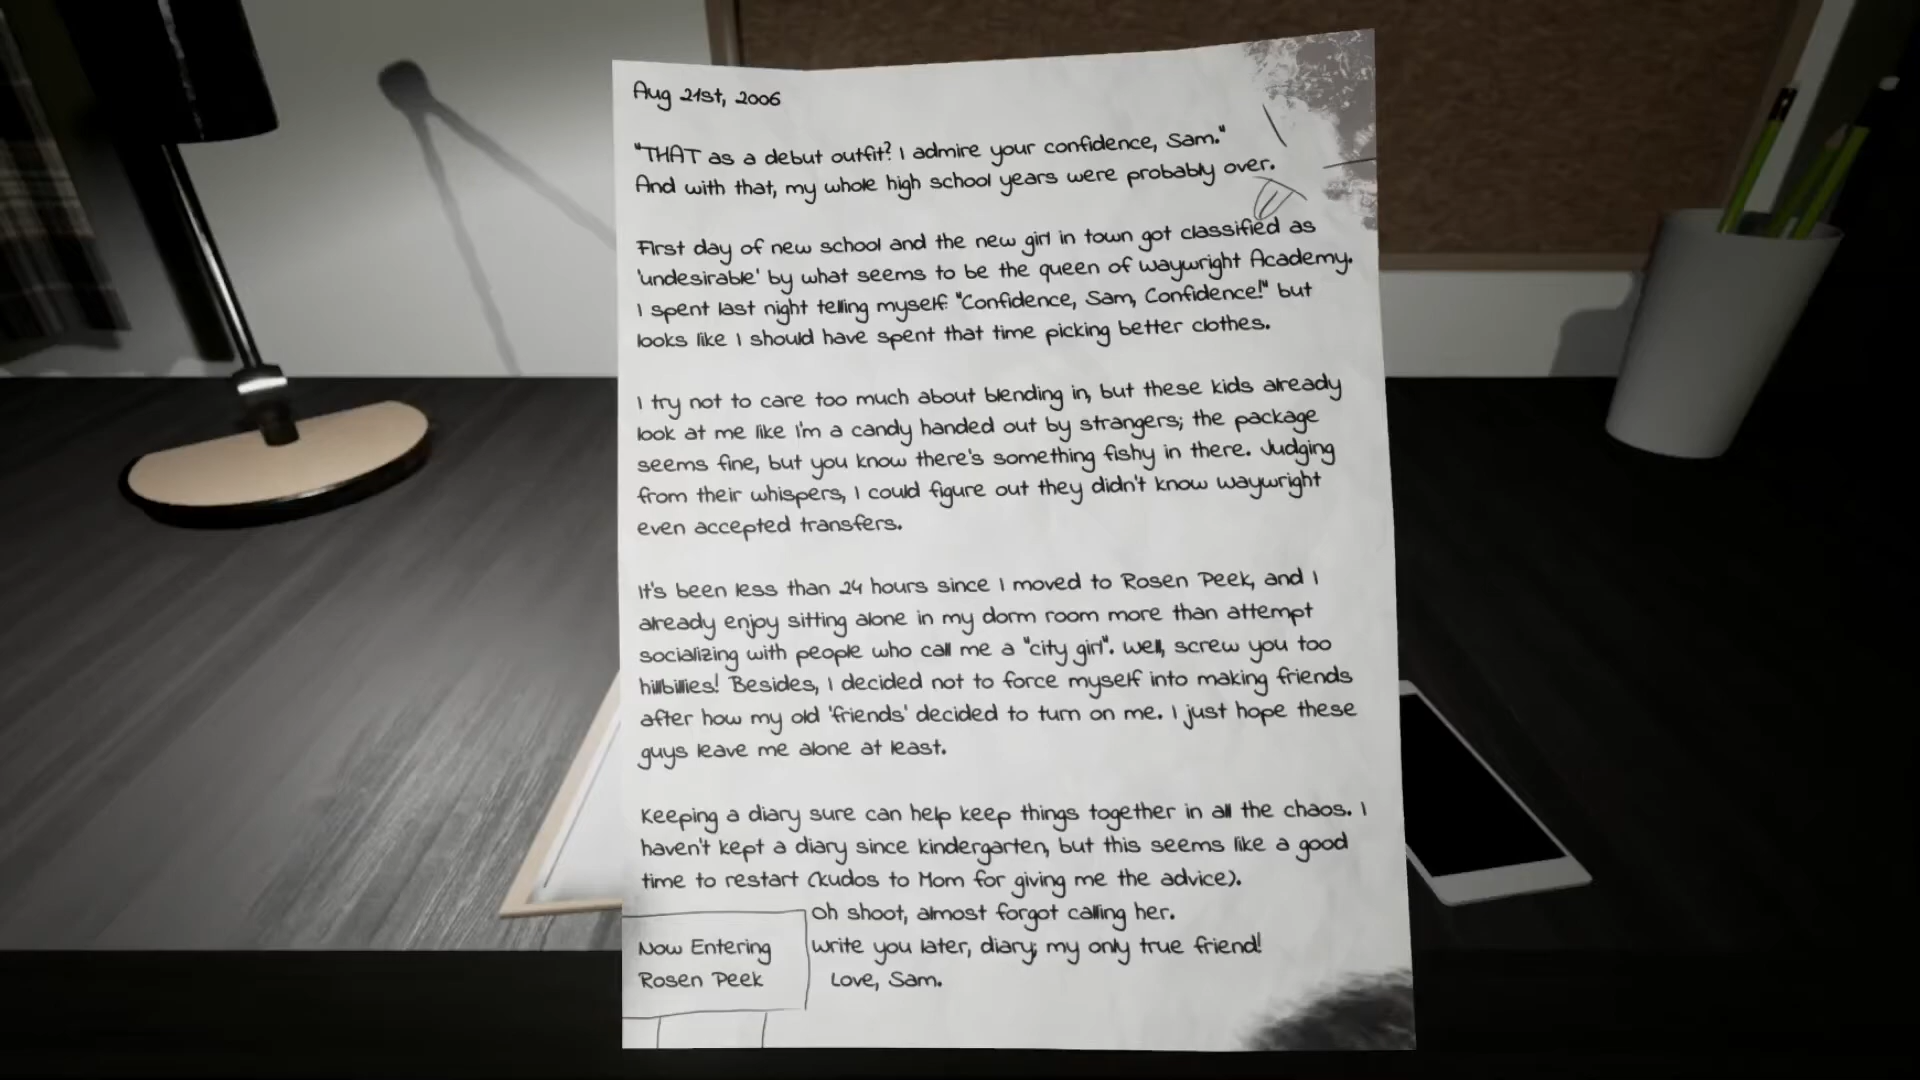 Aug 21st, 2006
"THAT as a debut outfit? I admire your confidence, Sam."
And with that, my whole high school years were probably over.
First day of new school and the new girl in town got classified as
'undesirable' by what seems to be the queen of Waywright Academy.
I spent last night telling myself: "Confidence, Sam, Confidence!" but
looks like I should have spent that time picking better clothes.
I try not to care too much about blending in, but these kids already
look at me like I'm a candy handed out by strangers; the package
seems fine, but you know there's something fishy in there. Judging
from their whispers, I could figure out they didn't know Waywright
even accepted transfers.
It's been less than 24 hours since I moved to Rosen Peek, and I
already enjoy sitting alone in my dorm room more than attempt
socializing with people who call me a "city girl". Well, screw you too
hillbillies! Besides, I decided not to force myself into making friends
after how my old 'friends' decided to turn on me. I just hope these
guys leave me alone at least.
Keeping a diary sure can help keep things together in all the chaos. I
haven't kept a diary since kindergarten, but this seems like a good
time to restart (kudos to Mom for giving me the advice).
Oh shoot, almost forgot calling her.
Write you later, diary; my only true friend!
Love, Sam.
Now Entering
Rosen Peek